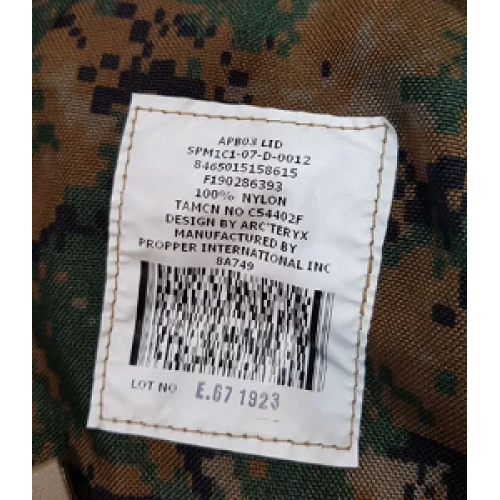 APB03 LID
SPM1C1-07-D-0012
8465015158615
F190286393
100% NYLON
TAMCN NO C54402F
DESIGN BY ARC'TERYX
MANUFACTURED BY
PROPPER INTERNATIONAL INC
8A749
LOT NO E.67 1923